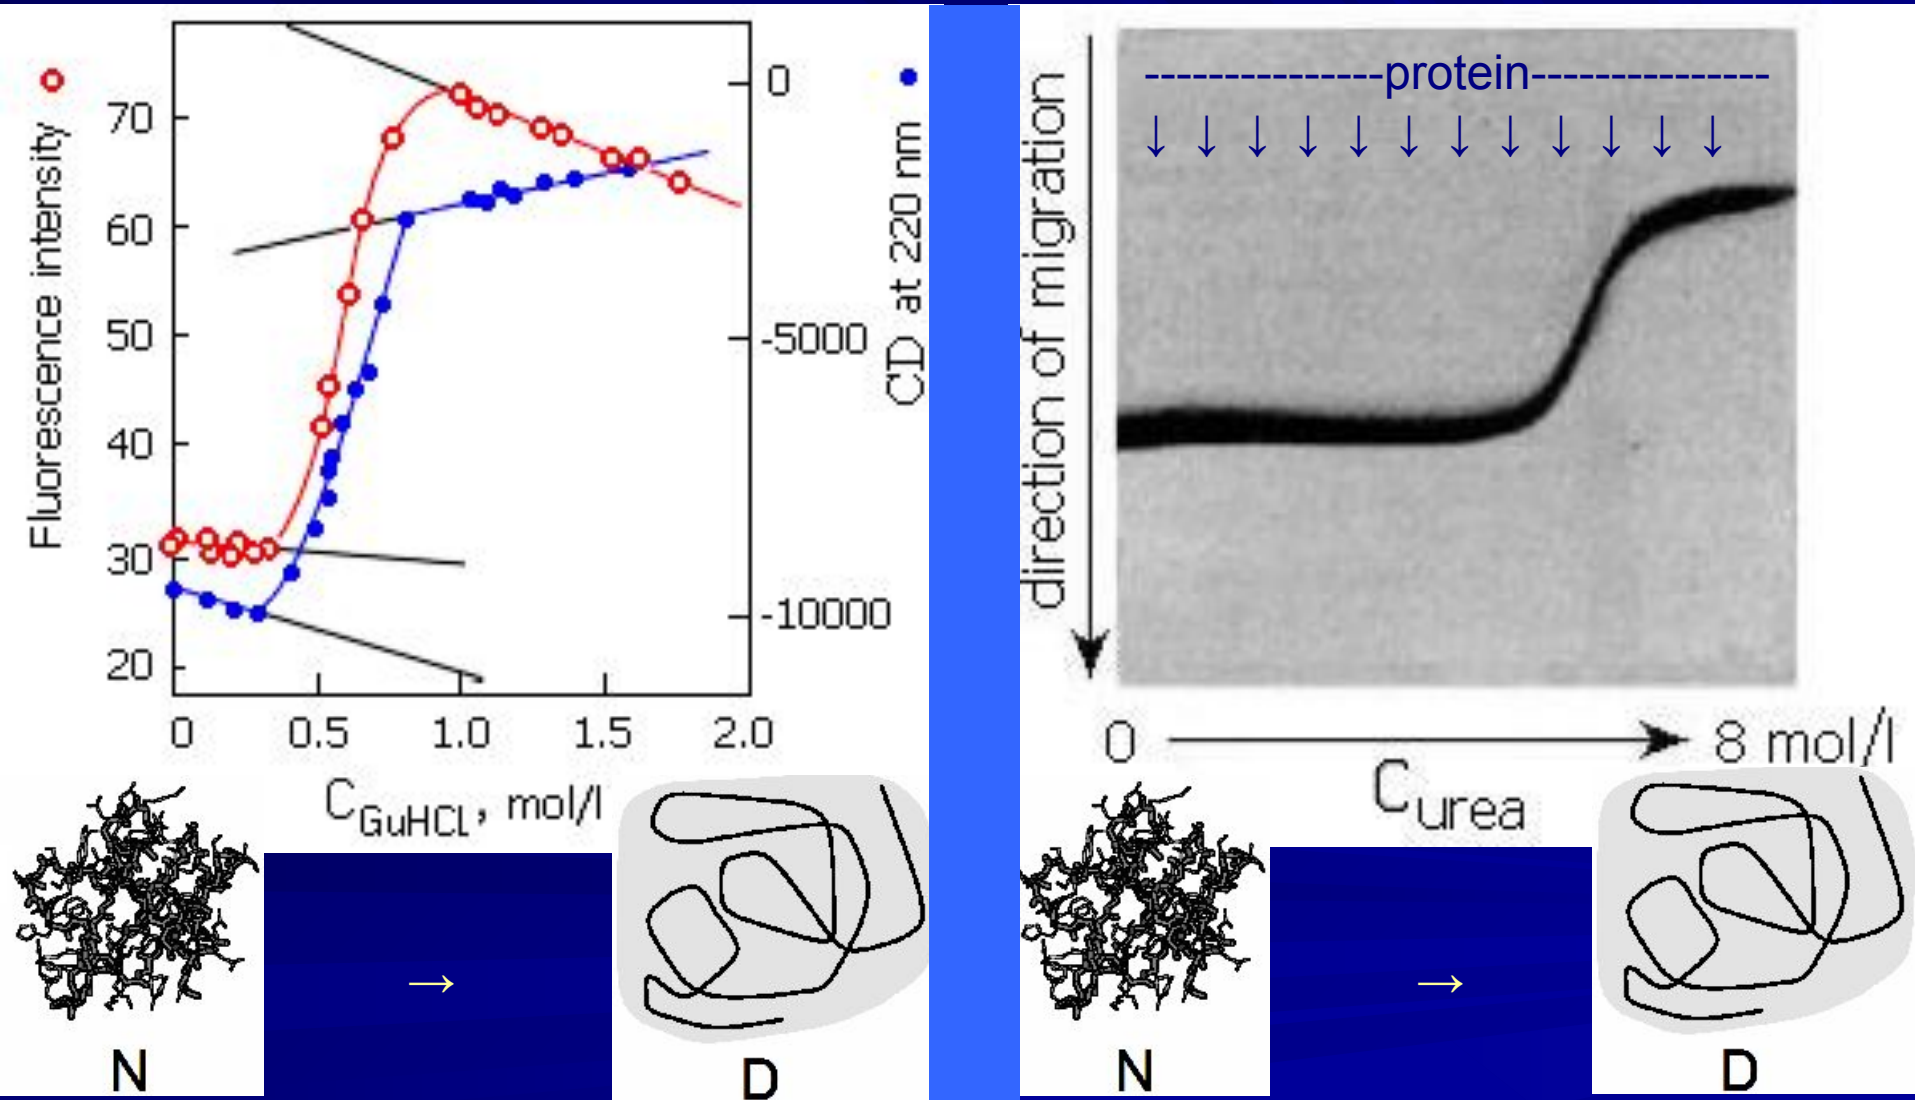 Fluorescence intensity
70
60
50
40
30
20
0
-5000
-10000
CD at 220 nm
0 0.5 1.0 1.5 2.0
C_GuHCl, mol/l
N
→
D
direction of migration
---------------protein---------------
↓ ↓ ↓ ↓ ↓ ↓ ↓ ↓ ↓ ↓ ↓ ↓
0 8 mol/l
C_urea
N
→
D